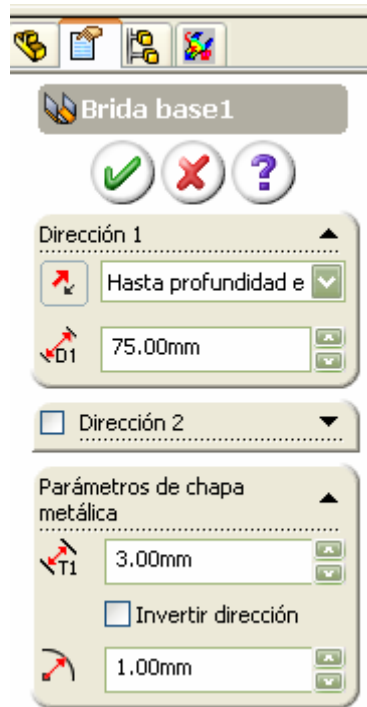 Brida base1
?
Dirección 1
Hasta profundidad e
D1
75.00mm
Dirección 2
Parámetros de chapa
metálica
T1
3.00mm
Invertir dirección
1.00mm